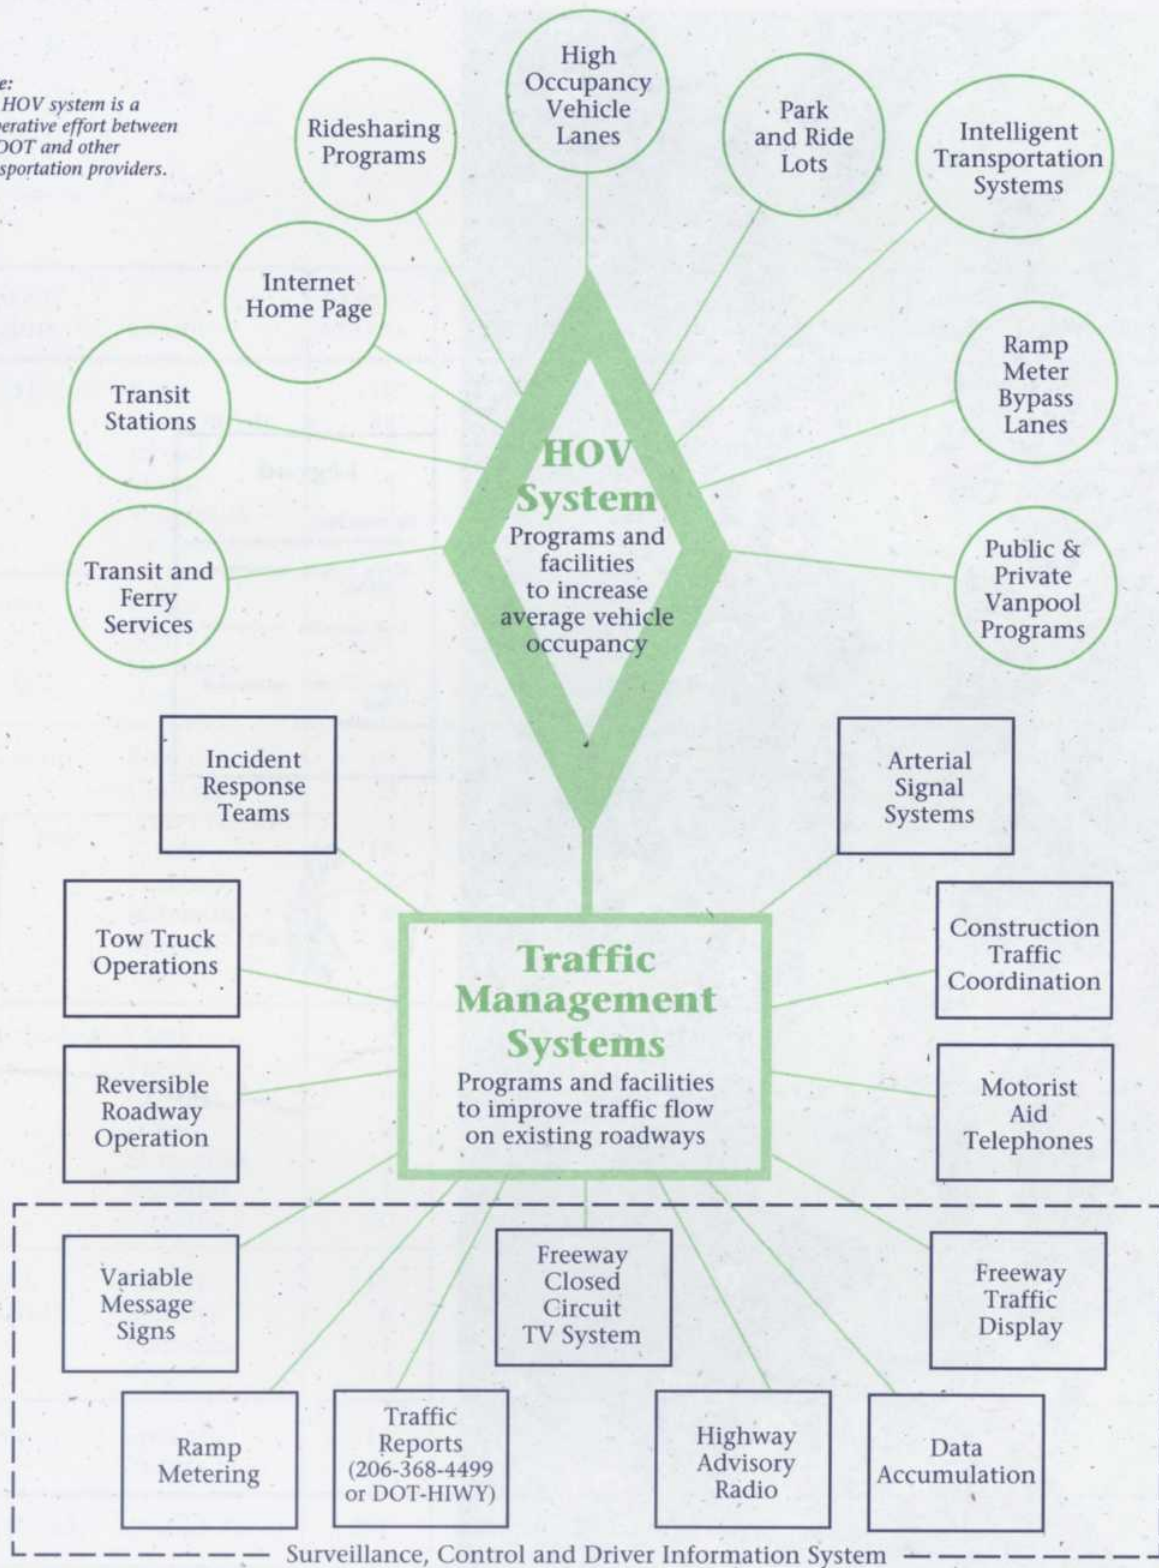 HOV system is a
effort between
DOT and other
providers.
High
Occupancy
Vehicle
Lanes
Ridesharing
Programs
Park
and Ride
Lots
Intelligent
Transportation
Systems
Internet
Home Page
Ramp
Meter
Bypass
Lanes
Transit
Stations
HOV
System
Programs and
facilities
to increase
average vehicle
occupancy
Transit and
Ferry
Services
Public &
Private
Vanpool
Programs
Incident
Response
Teams
Arterial
Signal
Systems
Tow Truck
Operations
Construction
Traffic
Coordination
Traffic
Management
Systems
Programs and facilities
to improve traffic flow
on existing roadways
Reversible
Roadway
Operation
Motorist
Aid
Telephones
Variable
Message
Signs
Freeway
Closed
Circuit
TV System
Freeway
Traffic
Display
Ramp
Metering
Traffic
Reports
(206-368-4499
or DOT-HIWY)
Highway
Advisory
Radio
Data
Accumulation
Surveillance, Control and Driver Information System